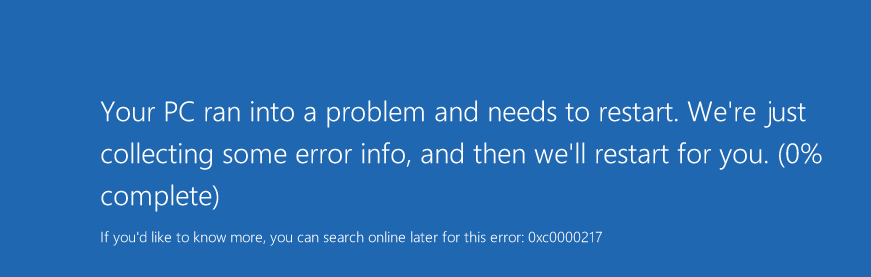 Your PC ran into a problem and needs to restart. We're just
collecting some error info, and then we'll restart for you. (0%
complete)
If you'd like to know more, you can search online later for this error: 0xc0000217